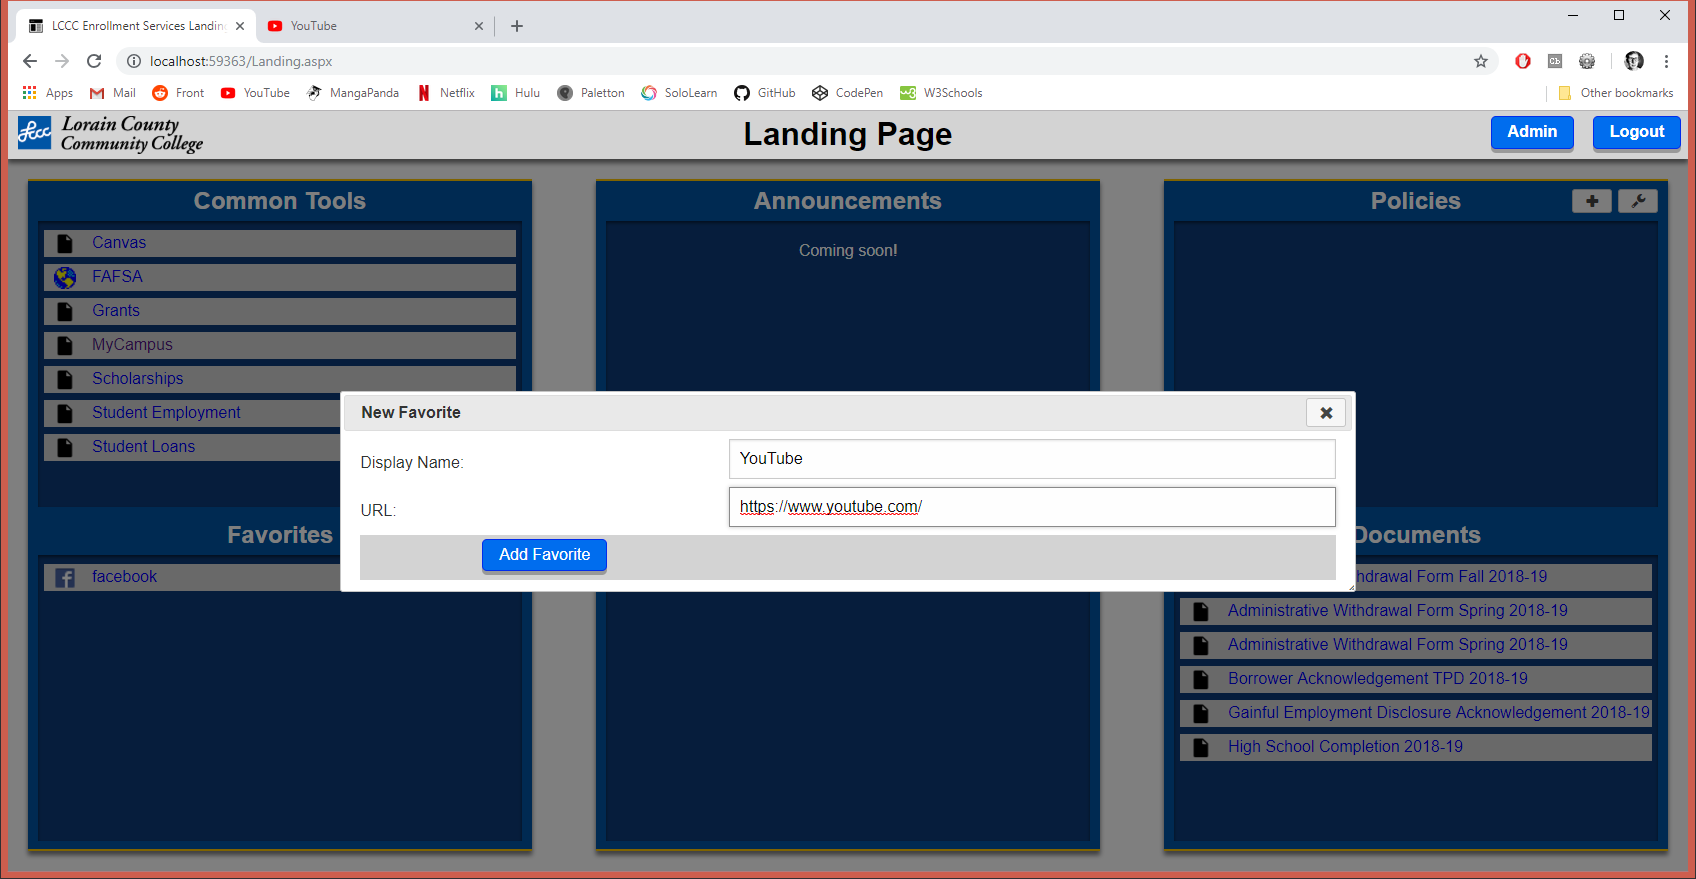 LCCC Enrollment Services Landing
YouTube
localhost:59363/Landing.aspx
Apps
Mail
Front
YouTube
MangaPanda
Netflix
Hulu
Paletton
SoloLearn
GitHub
CodePen
W3Schools
Other bookmarks
lccc
Lorain County
Community College
Landing Page
Admin
Logout
Common Tools
Canvas
FAFSA
Grants
MyCampus
Scholarships
Student Employment
Student Loans
Announcements
Coming soon!
Policies
New Favorite
Display Name:
YouTube
URL:
https://www.youtube.com/
Add Favorite
Favorites
facebook
Documents
hdrawal Form Fall 2018-19
Administrative Withdrawal Form Spring 2018-19
Administrative Withdrawal Form Spring 2018-19
Borrower Acknowledgement TPD 2018-19
Gainful Employment Disclosure Acknowledgement 2018-19
High School Completion 2018-19